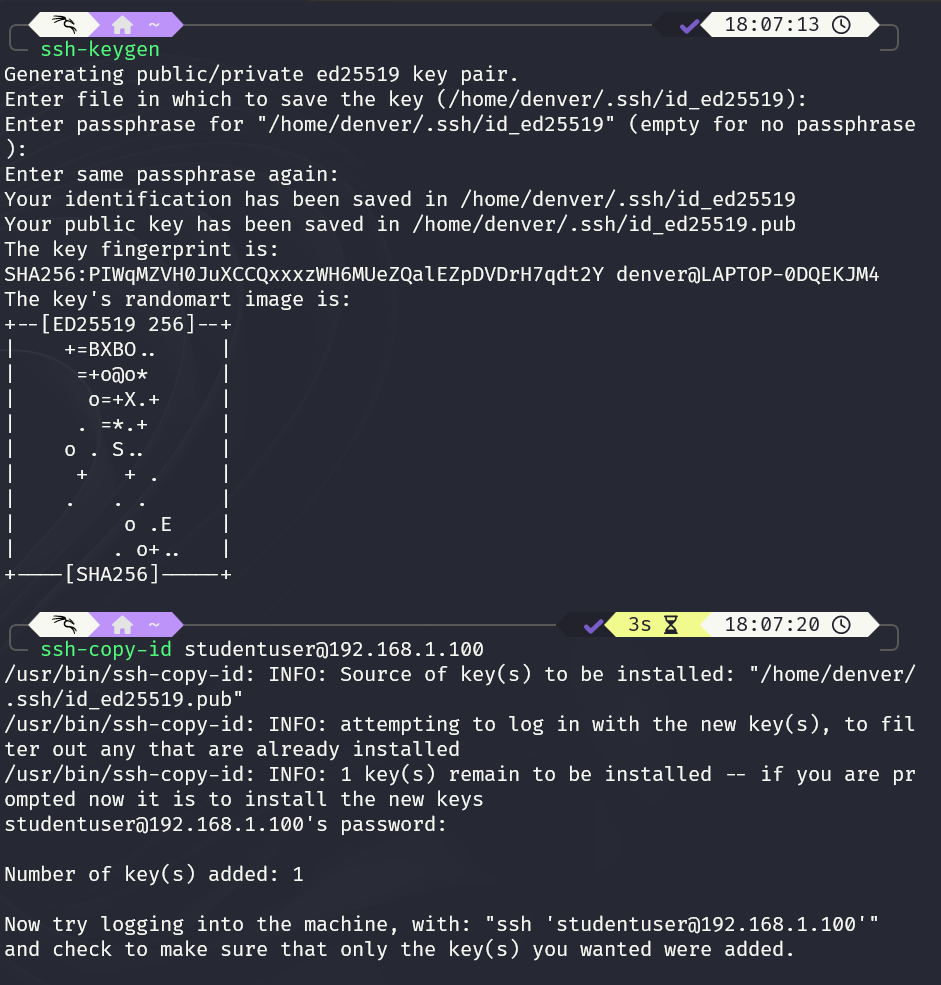 ~ 18:07:13
ssh-keygen
Generating public/private ed25519 key pair.
Enter file in which to save the key (/home/denver/.ssh/id_ed25519):
Enter passphrase for "/home/denver/.ssh/id_ed25519" (empty for no passphrase
):
Enter same passphrase again:
Your identification has been saved in /home/denver/.ssh/id_ed25519
Your public key has been saved in /home/denver/.ssh/id_ed25519.pub
The key fingerprint is:
SHA256:PIWqMZVH0JuXCCQxxxzWH6MUeZQalEZpDVDrH7qdt2Y denver@LAPTOP-0DQEKJM4
The key's randomart image is:
+--[ED25519 256]--+
|    +=BXBO..     |
|     =+o@o*      |
|      o=+X.+     |
|     . =*.+      |
|    o . S..      |
|     +   + .     |
|    .   . .      |
|         o .E    |
|        . o+..   |
+----[SHA256]-----+
~ 3s 18:07:20
ssh-copy-id studentuser@192.168.1.100
/usr/bin/ssh-copy-id: INFO: Source of key(s) to be installed: "/home/denver/
.ssh/id_ed25519.pub"
/usr/bin/ssh-copy-id: INFO: attempting to log in with the new key(s), to fil
ter out any that are already installed
/usr/bin/ssh-copy-id: INFO: 1 key(s) remain to be installed -- if you are pr
ompted now it is to install the new keys
studentuser@192.168.1.100's password:
Number of key(s) added: 1
Now try logging into the machine, with: "ssh 'studentuser@192.168.1.100'"
and check to make sure that only the key(s) you wanted were added.